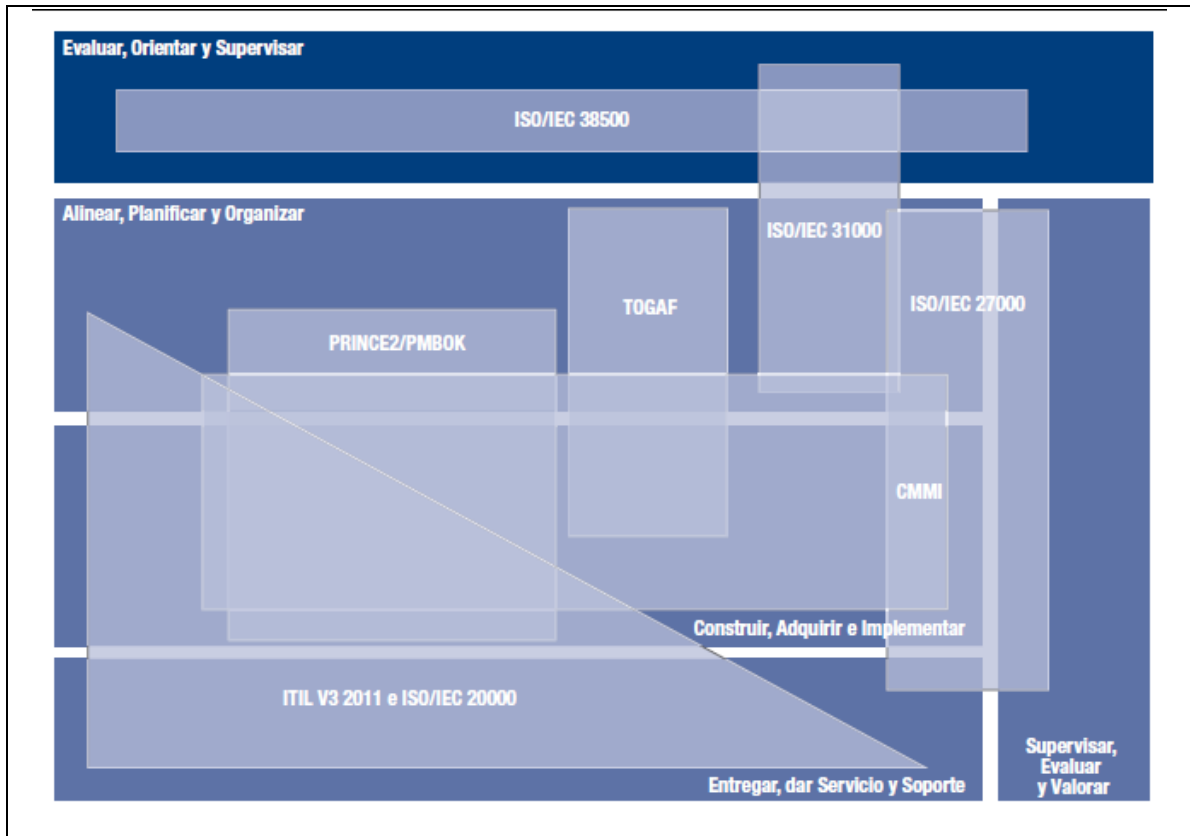 Evaluar, Orientar y Supervisar
ISO/IEC 38500
Alinear, Planificar y Organizar
ISO/IEC 31000
ISO/IEC 27000
TOGAF
PRINCE2/PMBOK
CMMI
Construir, Adquirir e Implementar
ITIL V3 2011 e ISO/IEC 20000
Entregar, dar Servicio y Soporte
Supervisar,
Evaluar
y Valorar